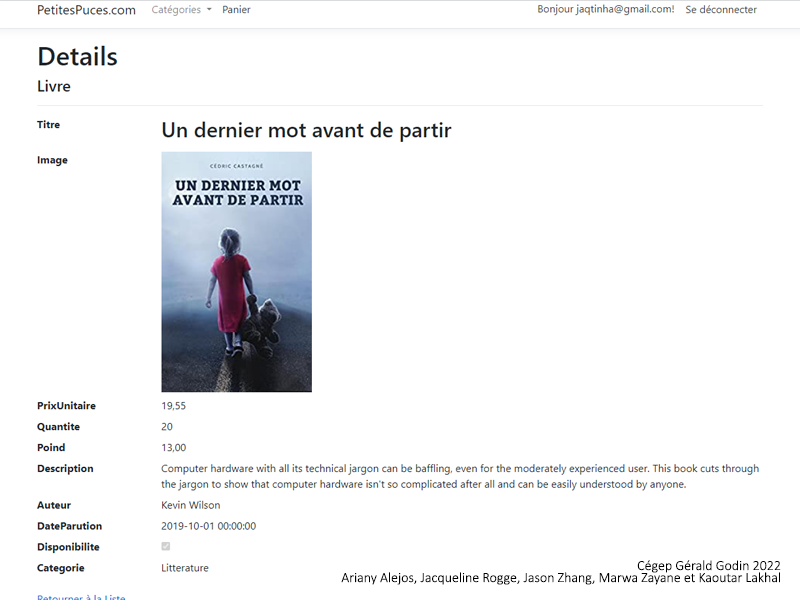 PetitesPuces.com Catégories Panier Bonjour jaqtinha@gmail.com! Se déconnecter
Details
Livre
Titre Un dernier mot avant de partir
Image
CÉDRIC CASTAGNÉ
UN DERNIER MOT
AVANT DE PARTIR
PrixUnitaire 19,55
Quantite 20
Poind 13,00
Description Computer hardware with all its technical jargon can be baffling, even for the moderately experienced user. This book cuts through
the jargon to show that computer hardware isn't so complicated after all and can be easily understood by anyone.
Auteur Kevin Wilson
DateParution 2019-10-01 00:00:00
Disponibilite
Categorie Litterature
Cégep Gérald Godin 2022
Ariany Alejos, Jacqueline Rogge, Jason Zhang, Marwa Zayane et Kaoutar Lakhal
Retourner à la Liste